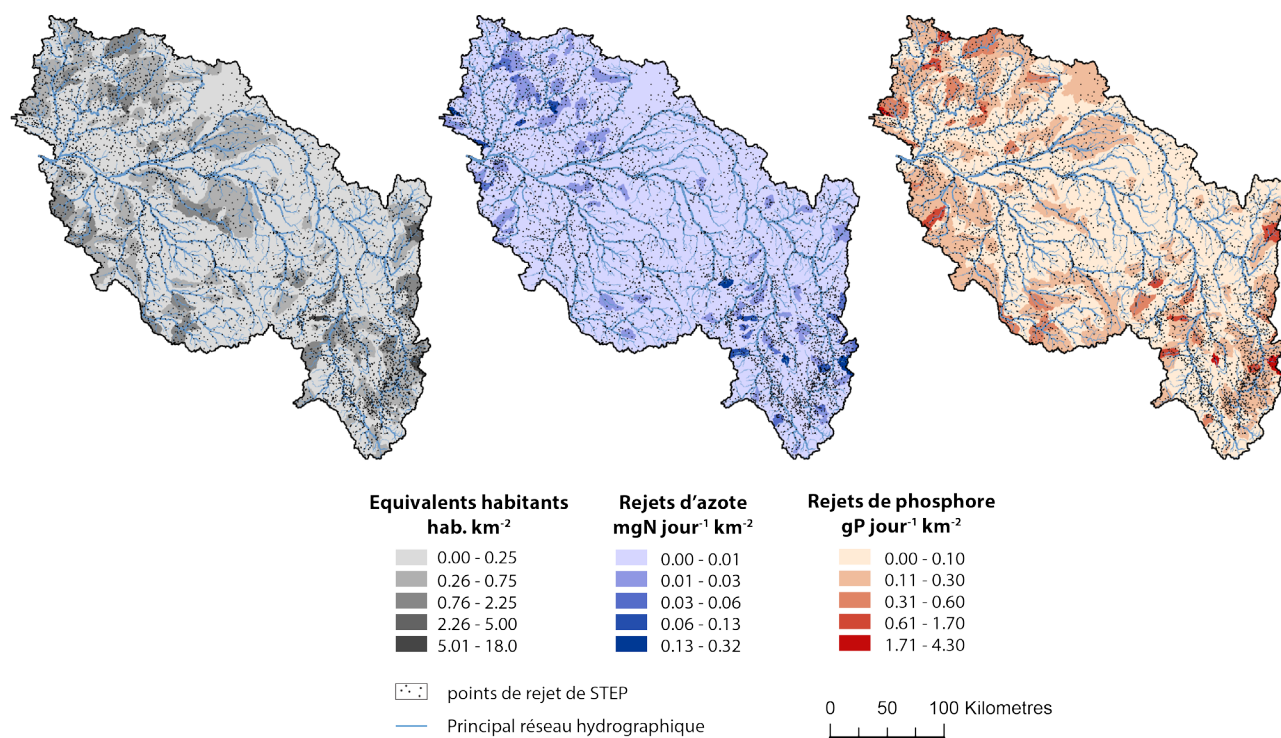 Equivalents habitants
hab. km-2
0.00 - 0.25
0.26 - 0.75
0.76 - 2.25
2.26 - 5.00
5.01 - 18.0
Rejets d’azote
mgN jour-1 km-2
0.00 - 0.01
0.01 - 0.03
0.03 - 0.06
0.06 - 0.13
0.13 - 0.32
Rejets de phosphore
gP jour-1 km-2
0.00 - 0.10
0.11 - 0.30
0.31 - 0.60
0.61 - 1.70
1.71 - 4.30
points de rejet de STEP
Principal réseau hydrographique
0 50 100 Kilometres